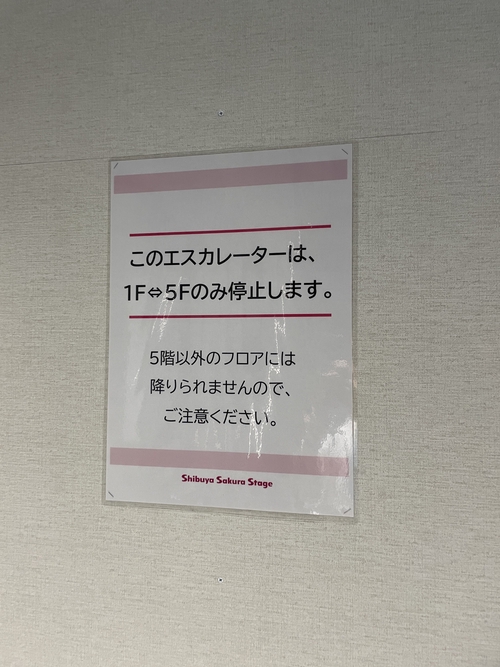 このエスカレーターは、
1F⇔5Fのみ停止します。
5階以外のフロアには
降りられませんので、
ご注意ください。
Shibuya Sakura Stage